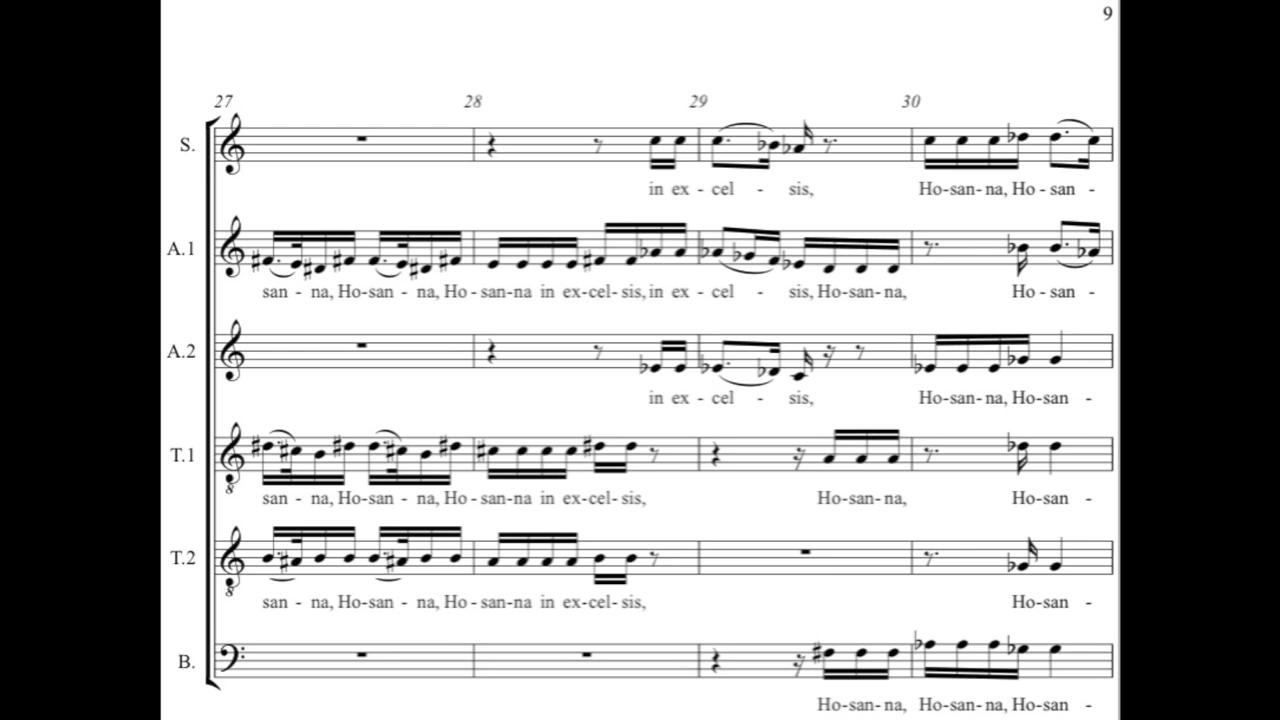 9
27 28 29 30
S.
in ex - cel - sis, Ho-san-na, Ho-san -
A.1
san - na, Ho-san - na, Ho-san-na in ex-cel-sis, in ex - cel - sis, Ho-san-na, Ho-san -
A.2
in ex - cel - sis, Ho-san-na, Ho-san -
T.1
8
san - na, Ho-san - na, Ho-san-na in ex-cel-sis, Ho-san-na, Ho-san -
T.2
8
san - na, Ho-san - na, Ho-san-na in ex-cel-sis, Ho-san -
B.
Ho-san-na, Ho-san-na, Ho-san -